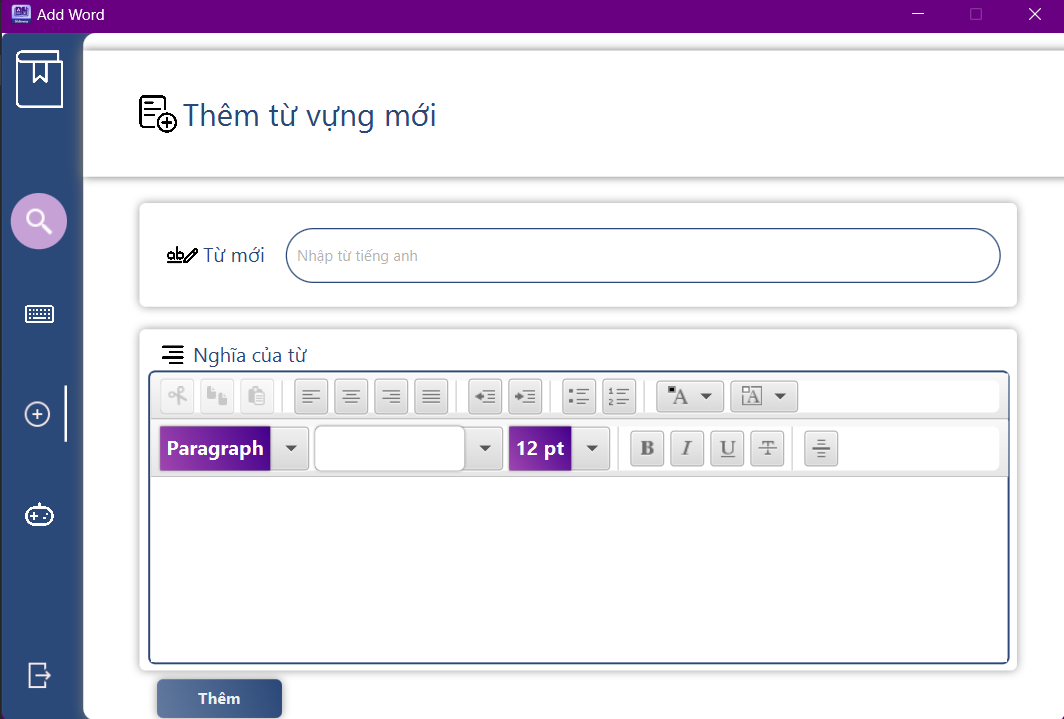 Add Word
Thêm từ vựng mới
Từ mới
Nhập từ tiếng anh
Nghĩa của từ
Paragraph
12 pt
B I U T
Thêm